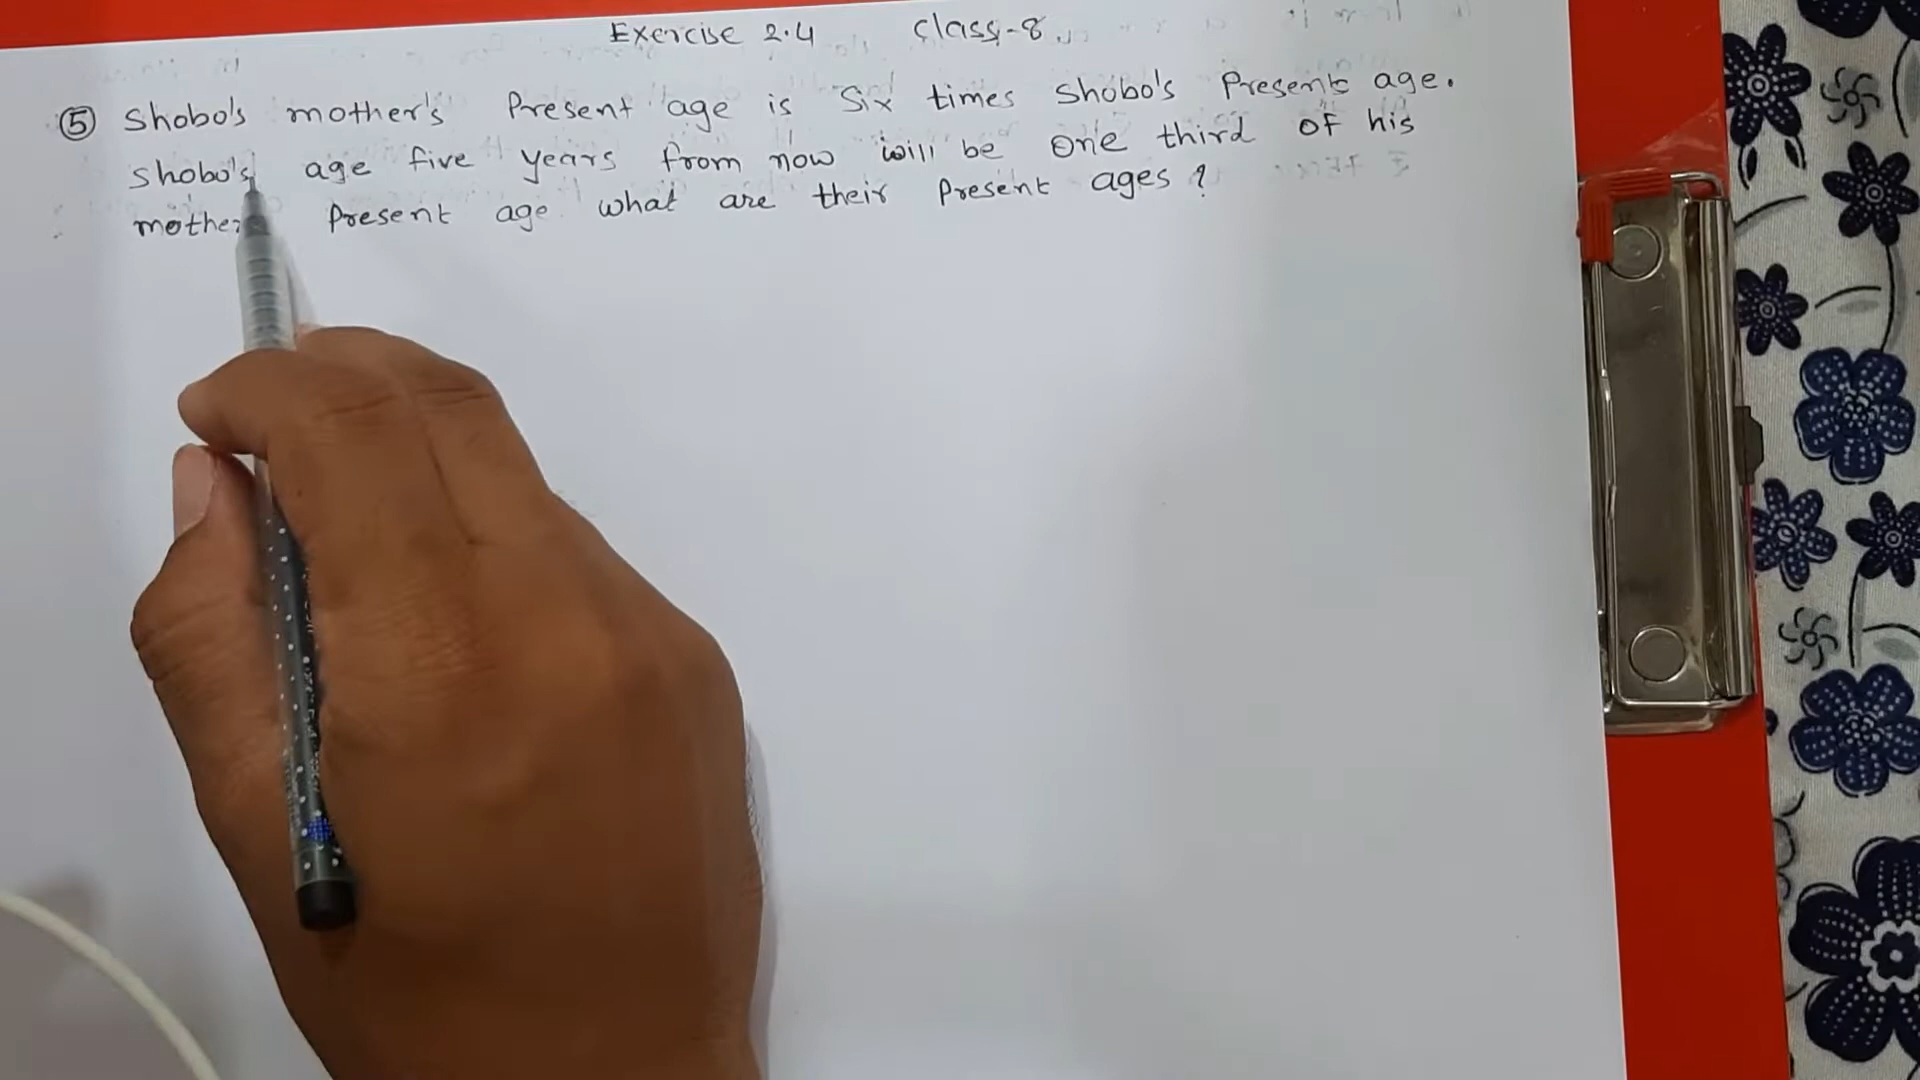 Exercise 2.4 Class-8
⑤ Shobo's mother's Present age is Six times Shobo's Present age.
Shobo's age five years from now will be one third of his
mother Present age what are their Present ages ?